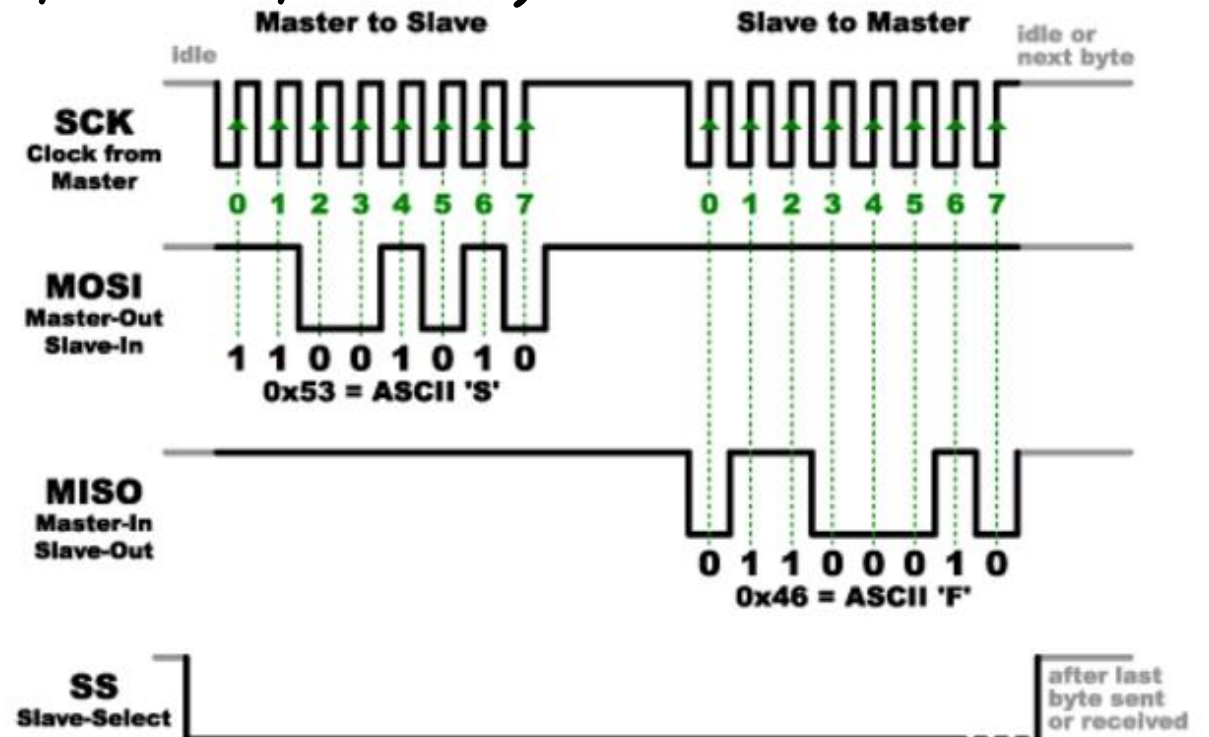 Master to Slave
Slave to Master
idle
idle or
next byte
SCK
Clock from
Master
0 1 2 3 4 5 6 7
0 1 2 3 4 5 6 7
MOSI
Master-Out
Slave-In
1 1 0 0 1 0 1 0
0x53 = ASCII 'S'
MISO
Master-In
Slave-Out
0 1 1 0 0 0 1 0
0x46 = ASCII 'F'
SS
Slave-Select
after last
byte sent
or received